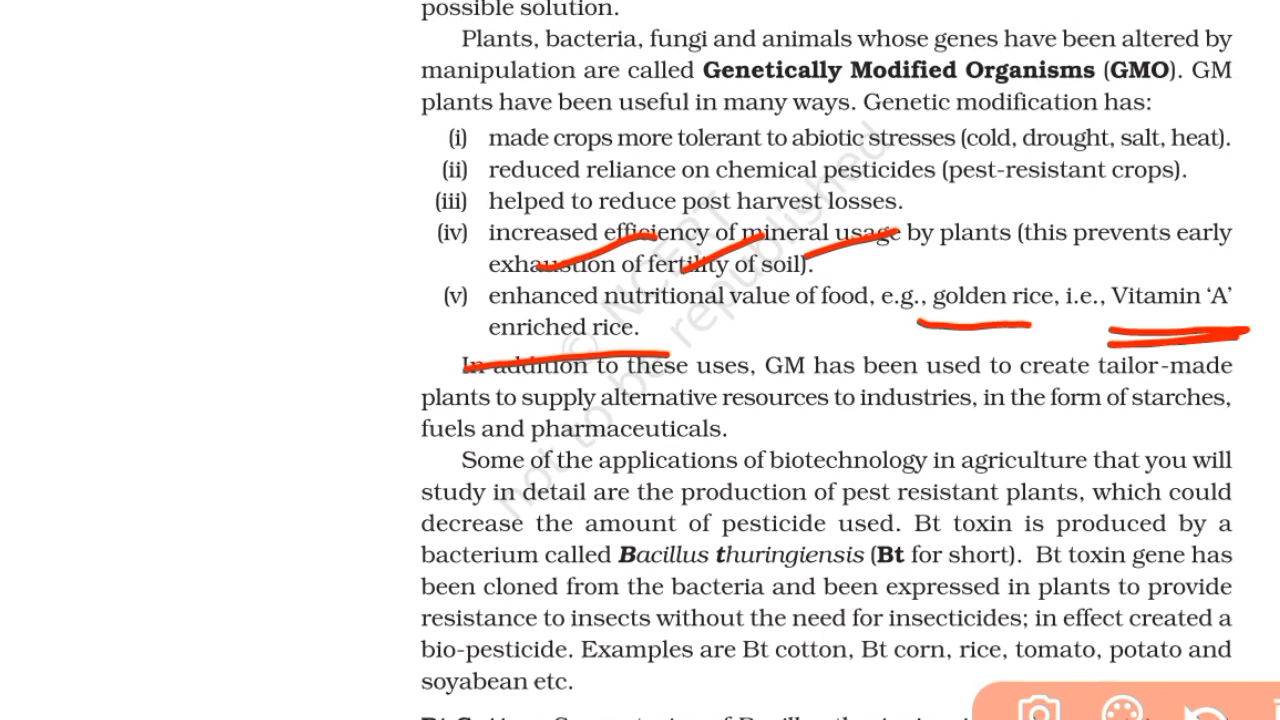 possible solution.
Plants, bacteria, fungi and animals whose genes have been altered by
manipulation are called Genetically Modified Organisms (GMO). GM
plants have been useful in many ways. Genetic modification has:
(i) made crops more tolerant to abiotic stresses (cold, drought, salt, heat).
(ii) reduced reliance on chemical pesticides (pest-resistant crops).
(iii) helped to reduce post harvest losses.
(iv) increased efficiency of mineral usage by plants (this prevents early
exhaustion of fertility of soil).
(v) enhanced nutritional value of food, e.g., golden rice, i.e., Vitamin ‘A’
enriched rice.
In addition to these uses, GM has been used to create tailor-made
plants to supply alternative resources to industries, in the form of starches,
fuels and pharmaceuticals.
Some of the applications of biotechnology in agriculture that you will
study in detail are the production of pest resistant plants, which could
decrease the amount of pesticide used. Bt toxin is produced by a
bacterium called Bacillus thuringiensis (Bt for short). Bt toxin gene has
been cloned from the bacteria and been expressed in plants to provide
resistance to insects without the need for insecticides; in effect created a
bio-pesticide. Examples are Bt cotton, Bt corn, rice, tomato, potato and
soyabean etc.
© NCERT
not to be republished